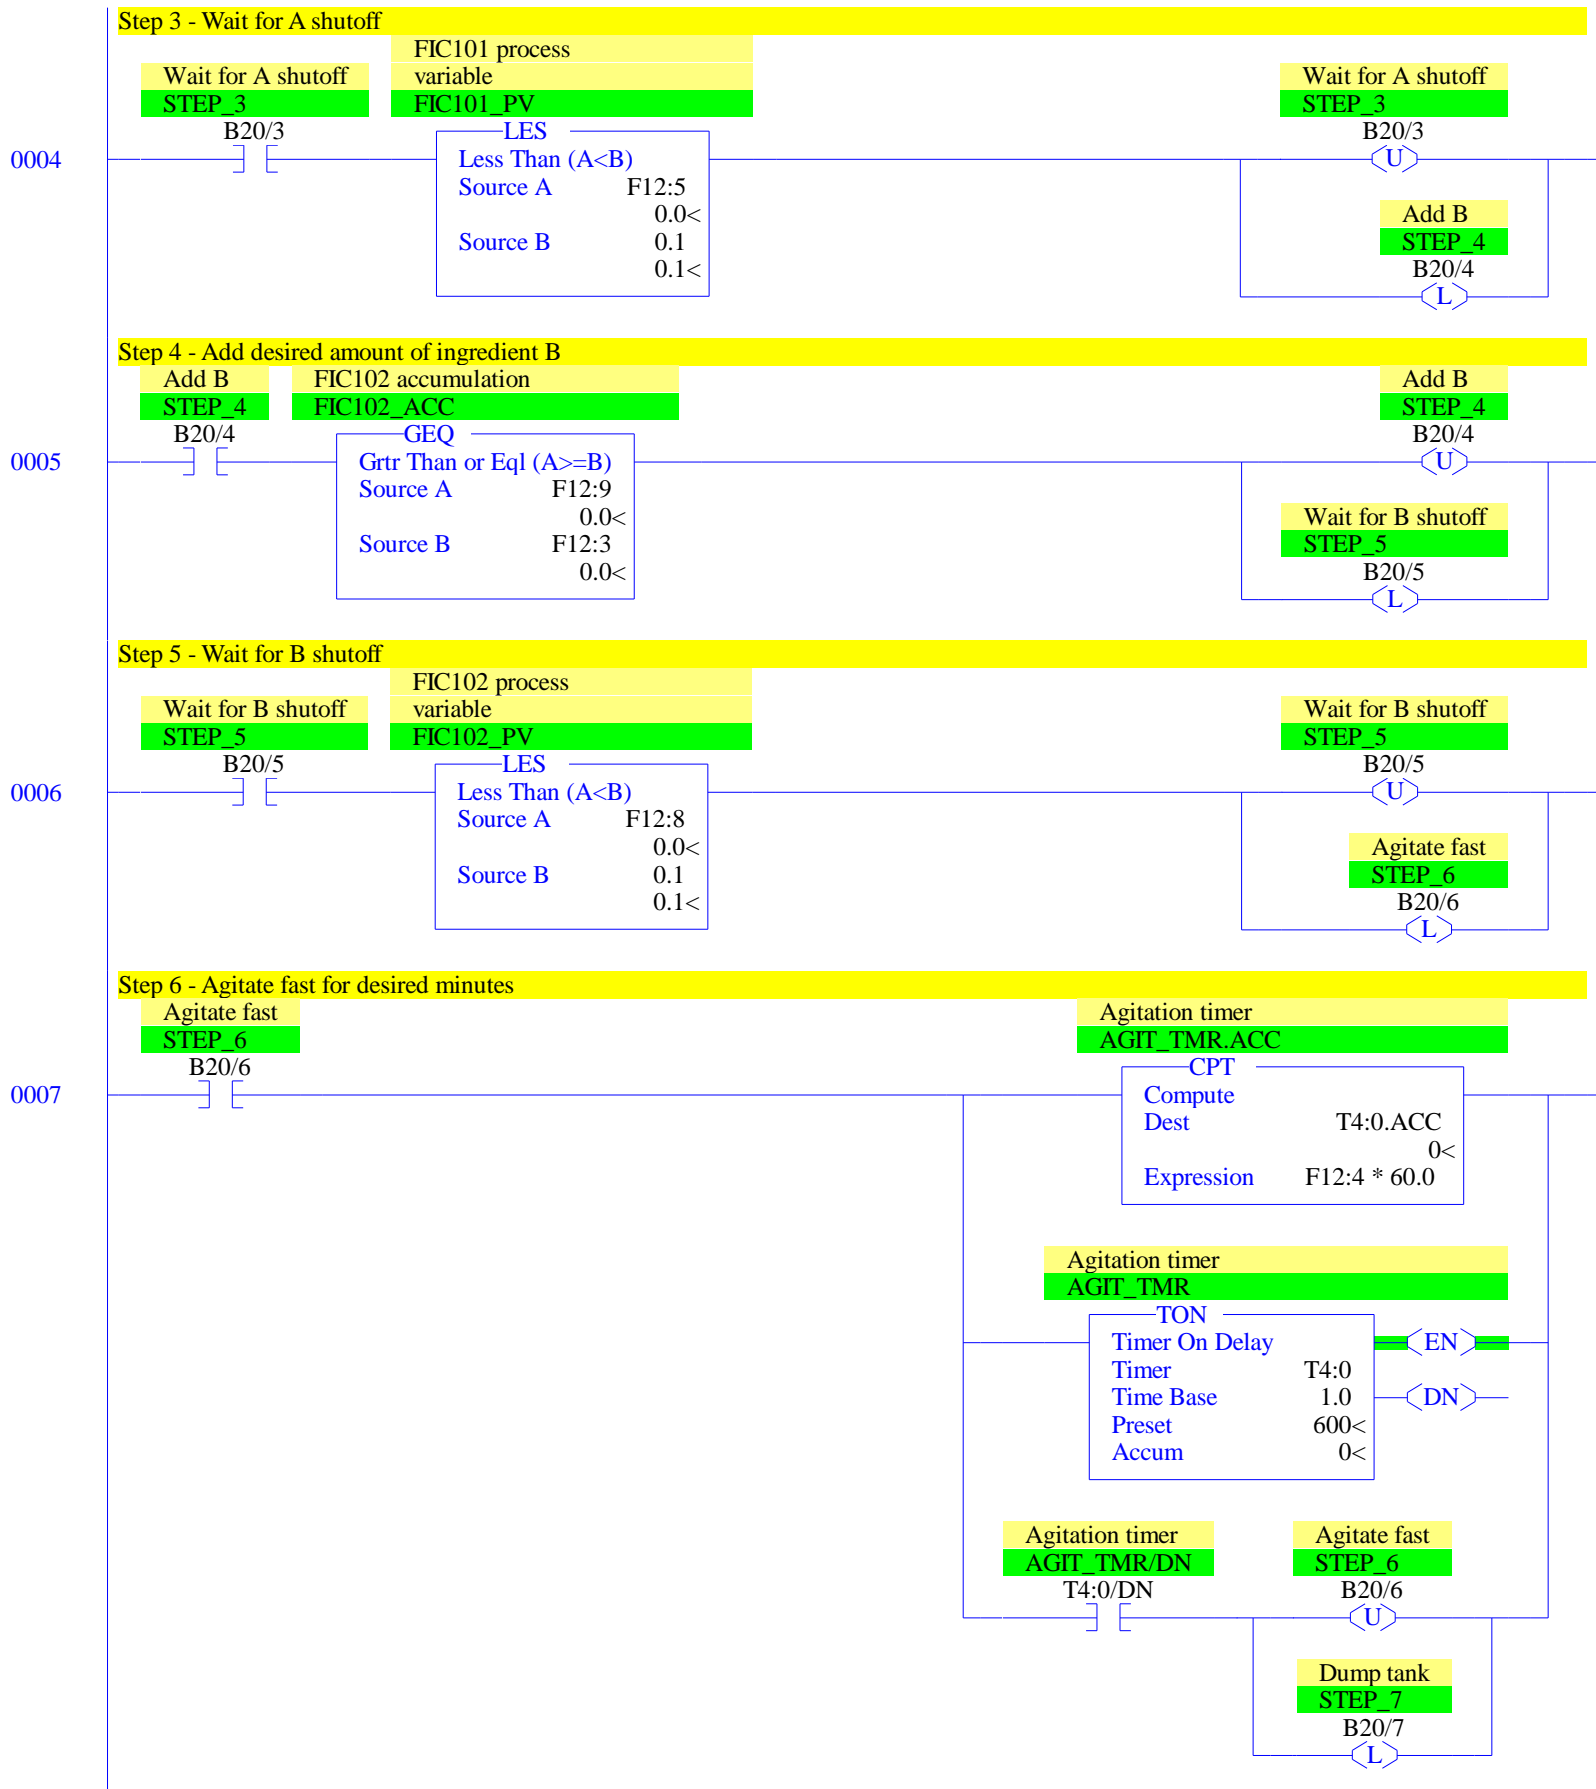 Step 3 - Wait for A shutoff
FIC101 process
Wait for A shutoff variable Wait for A shutoff
STEP_3 FIC101_PV STEP_3
B20/3 LES B20/3
0004 Less Than (A<B) U
Source A F12:5
0.0<
Add B
Source B 0.1 STEP_4
0.1< B20/4
L
Step 4 - Add desired amount of ingredient B
Add B FIC102 accumulation Add B
STEP_4 FIC102_ACC STEP_4
B20/4 GEQ B20/4
0005 Grtr Than or Eql (A>=B) U
Source A F12:9
0.0< Wait for B shutoff
Source B F12:3 STEP_5
0.0< B20/5
L
Step 5 - Wait for B shutoff
FIC102 process
Wait for B shutoff variable Wait for B shutoff
STEP_5 FIC102_PV STEP_5
B20/5 LES B20/5
0006 Less Than (A<B) U
Source A F12:8
0.0< Agitate fast
Source B 0.1 STEP_6
0.1< B20/6
L
Step 6 - Agitate fast for desired minutes
Agitate fast Agitation timer
STEP_6 AGIT_TMR.ACC
B20/6 CPT
0007 Compute
Dest T4:0.ACC
0<
Expression F12:4 * 60.0
Agitation timer
AGIT_TMR
TON
Timer On Delay EN
Timer T4:0
Time Base 1.0 DN
Preset 600<
Accum 0<
Agitation timer Agitate fast
AGIT_TMR/DN STEP_6
T4:0/DN B20/6
U
Dump tank
STEP_7
B20/7
L